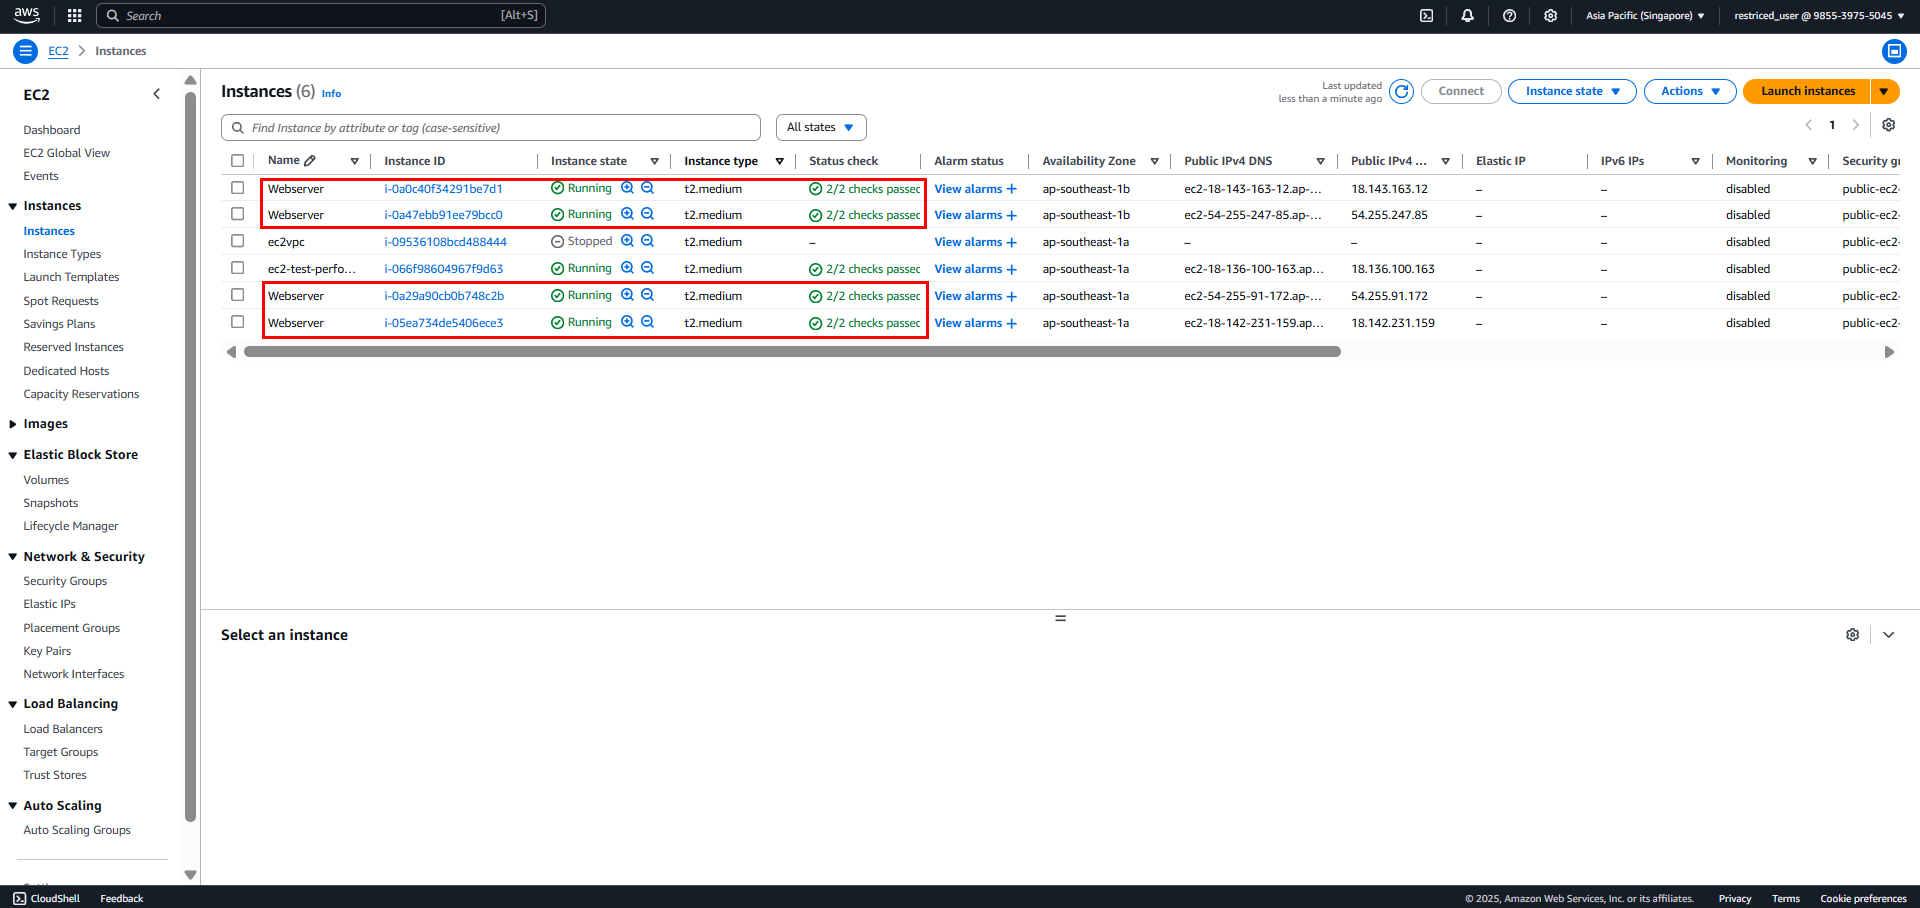 aws Search [Alt+S] Asia Pacific (Singapore) restriced_user @ 9855-3975-5045
EC2 Instances
EC2
Dashboard
EC2 Global View
Events
Instances
Instances
Instance Types
Launch Templates
Spot Requests
Savings Plans
Reserved Instances
Dedicated Hosts
Capacity Reservations
Images
Elastic Block Store
Volumes
Snapshots
Lifecycle Manager
Network & Security
Security Groups
Elastic IPs
Placement Groups
Key Pairs
Network Interfaces
Load Balancing
Load Balancers
Target Groups
Trust Stores
Auto Scaling
Auto Scaling Groups
Instances (6) Info
Last updated
less than a minute ago
Connect Instance state Actions Launch instances
Find Instance by attribute or tag (case-sensitive) All states 1
Name Instance ID Instance state Instance type Status check Alarm status Availability Zone Public IPv4 DNS Public IPv4 ... Elastic IP IPv6 IPs Monitoring Security gr
Webserver i-0a0c40f34291be7d1 Running t2.medium 2/2 checks passed View alarms + ap-southeast-1b ec2-18-143-163-12.ap-... 18.143.163.12 – – disabled public-ec2-
Webserver i-0a47ebb91ee79bcc0 Running t2.medium 2/2 checks passed View alarms + ap-southeast-1b ec2-54-255-247-85.ap-... 54.255.247.85 – – disabled public-ec2-
ec2vpc i-09536108bcd488444 Stopped t2.medium – View alarms + ap-southeast-1a – – – – disabled public-ec2-
ec2-test-perfo... i-066f98604967f9d63 Running t2.medium 2/2 checks passed View alarms + ap-southeast-1a ec2-18-136-100-163.ap... 18.136.100.163 – – disabled public-ec2-
Webserver i-0a29a90cb0b748c2b Running t2.medium 2/2 checks passed View alarms + ap-southeast-1a ec2-54-255-91-172.ap-... 54.255.91.172 – – disabled public-ec2-
Webserver i-05ea734de5406ece3 Running t2.medium 2/2 checks passed View alarms + ap-southeast-1a ec2-18-142-231-159.ap... 18.142.231.159 – – disabled public-ec2-
Select an instance
CloudShell Feedback © 2025, Amazon Web Services, Inc. or its affiliates. Privacy Terms Cookie preferences